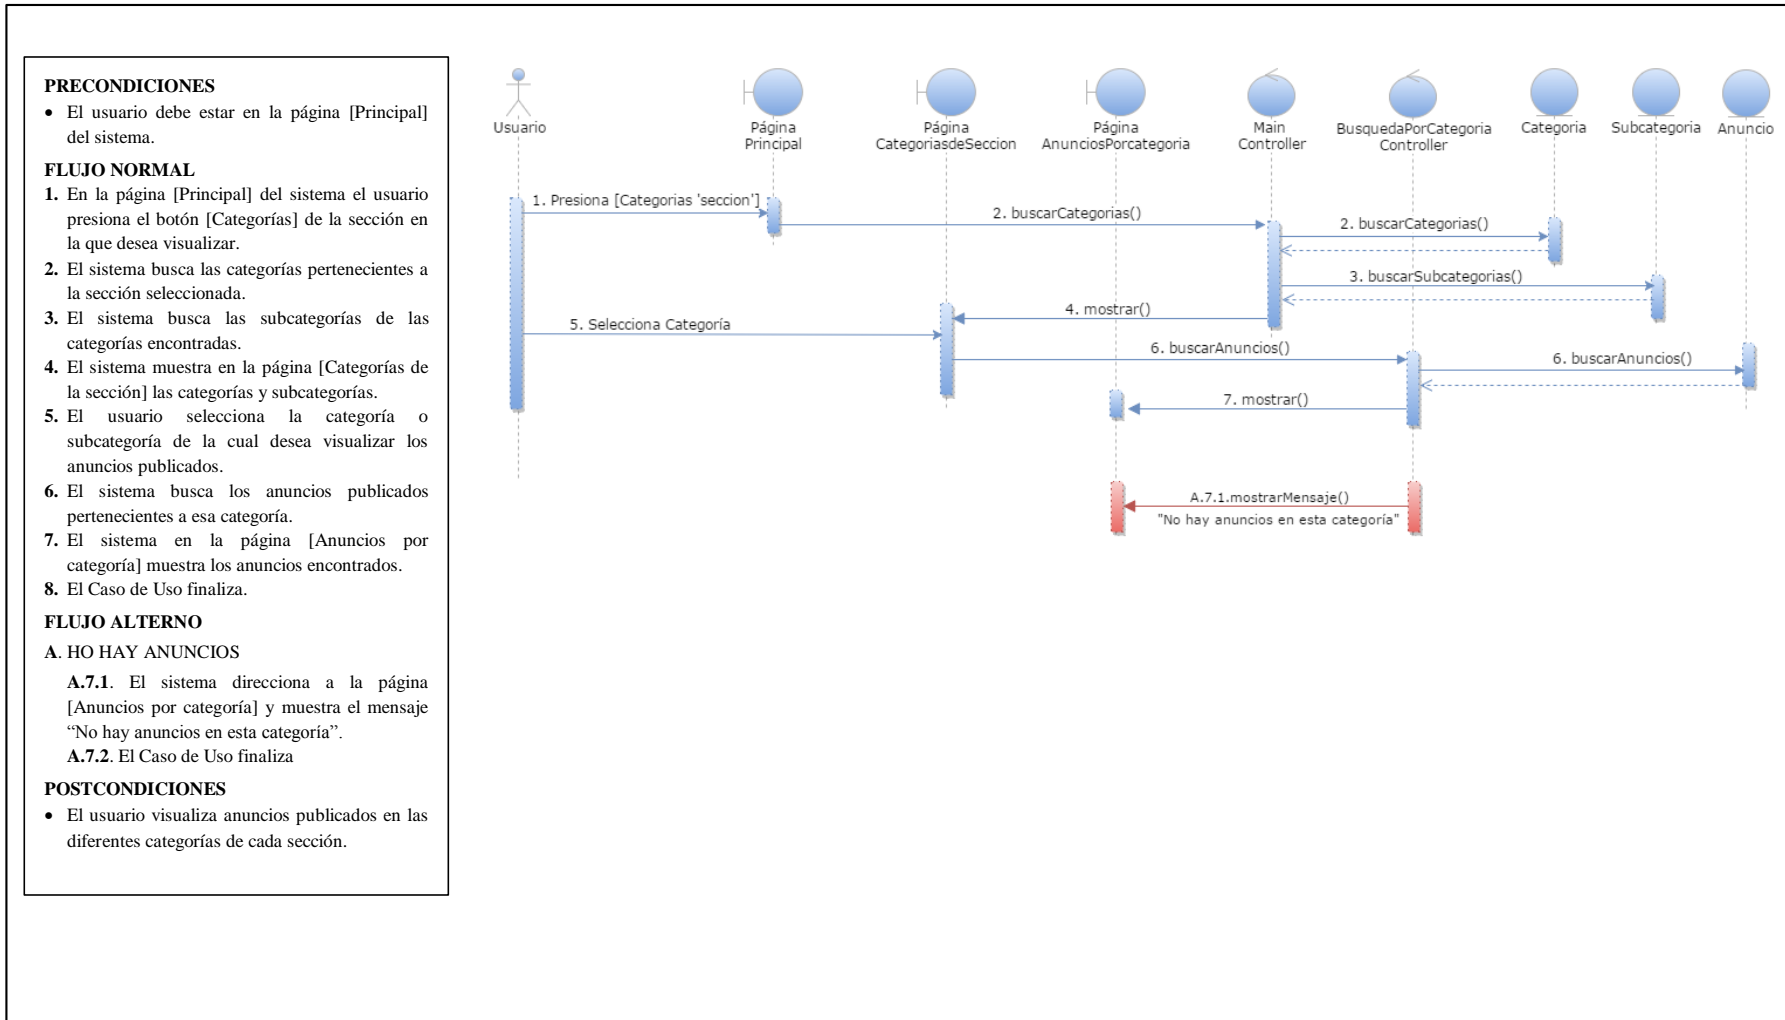 PRECONDICIONES
• El usuario debe estar en la página [Principal]
del sistema.
FLUJO NORMAL
1. En la página [Principal] del sistema el usuario
presiona el botón [Categorías] de la sección en
la que desea visualizar.
2. El sistema busca las categorías pertenecientes a
la sección seleccionada.
3. El sistema busca las subcategorías de las
categorías encontradas.
4. El sistema muestra en la página [Categorías de
la sección] las categorías y subcategorías.
5. El usuario selecciona la categoría o
subcategoría de la cual desea visualizar los
anuncios publicados.
6. El sistema busca los anuncios publicados
pertenecientes a esa categoría.
7. El sistema en la página [Anuncios por
categoría] muestra los anuncios encontrados.
8. El Caso de Uso finaliza.
FLUJO ALTERNO
A. HO HAY ANUNCIOS
A.7.1. El sistema direcciona a la página
[Anuncios por categoría] y muestra el mensaje
“No hay anuncios en esta categoría”.
A.7.2. El Caso de Uso finaliza
POSTCONDICIONES
• El usuario visualiza anuncios publicados en las
diferentes categorías de cada sección.
Usuario
Página
Principal
Página
CategoriasdeSeccion
Página
AnunciosPorcategoria
Main
Controller
BusquedaPorCategoria
Controller
Categoria
Subcategoria
Anuncio
1. Presiona [Categorias 'seccion']
2. buscarCategorias()
2. buscarCategorias()
3. buscarSubcategorias()
4. mostrar()
5. Selecciona Categoría
6. buscarAnuncios()
6. buscarAnuncios()
7. mostrar()
A.7.1.mostrarMensaje()
"No hay anuncios en esta categoría"